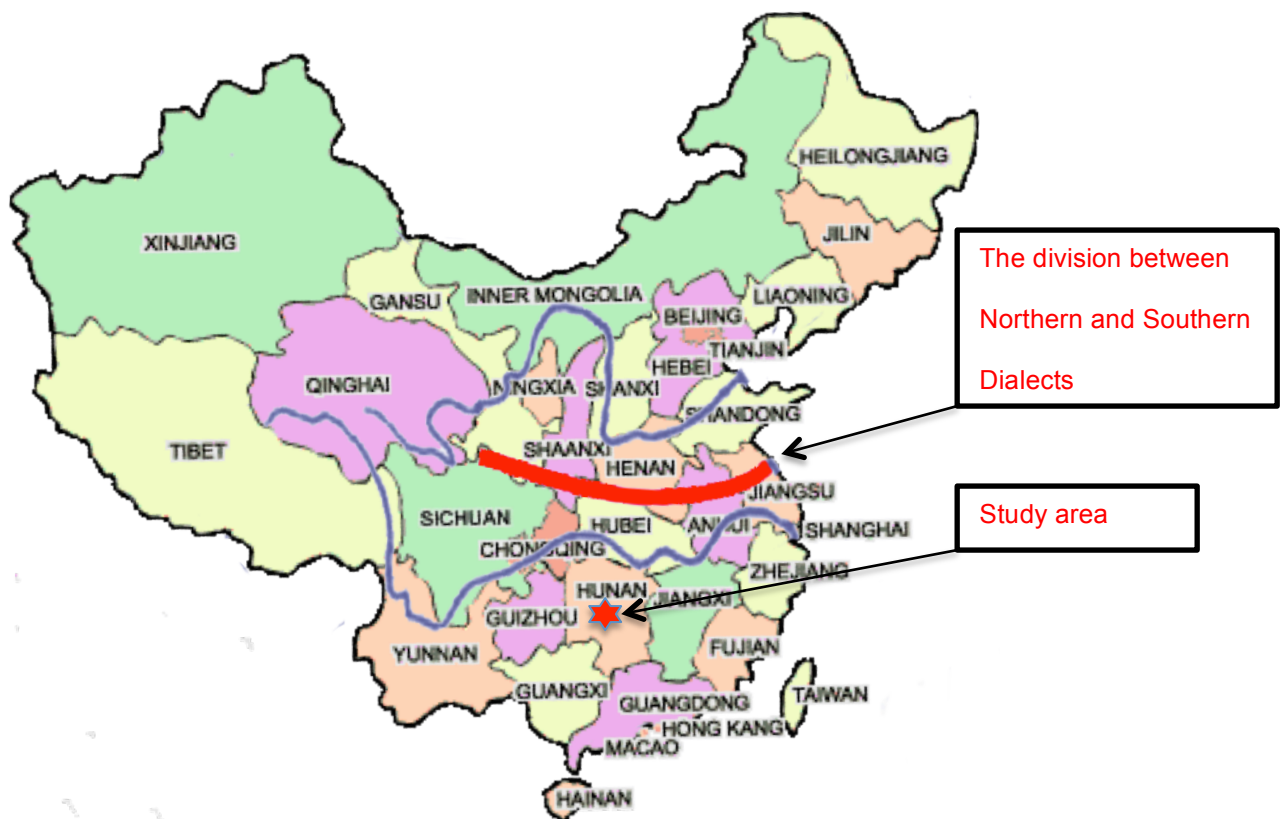 HEILONGJIANG
JILIN
XINJIANG
INNER MONGOLIA
GANSU
LIAONING
BEIJING
TIANJIN
HEBEI
QINGHAI
NINGXIA
SHANXI
SHANDONG
TIBET
SHAANXI
HENAN
JIANGSU
SICHUAN
HUBEI
ANHUI
SHANGHAI
CHONGQING
ZHEJIANG
HUNAN
JIANGXI
GUIZHOU
YUNNAN
FUJIAN
GUANGXI
GUANGDONG
TAIWAN
HONG KANG
MACAO
HAINAN
The division between
Northern and Southern
Dialects
Study area